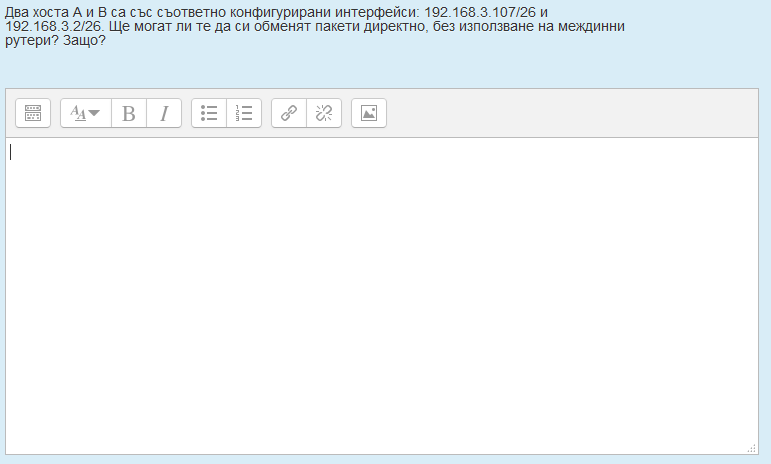 Два хоста A и B са със съответно конфигурирани интерфейси: 192.168.3.107/26 и
192.168.3.2/26. Ще могат ли те да си обменят пакети директно, без използване на междинни
рутери? Защо?